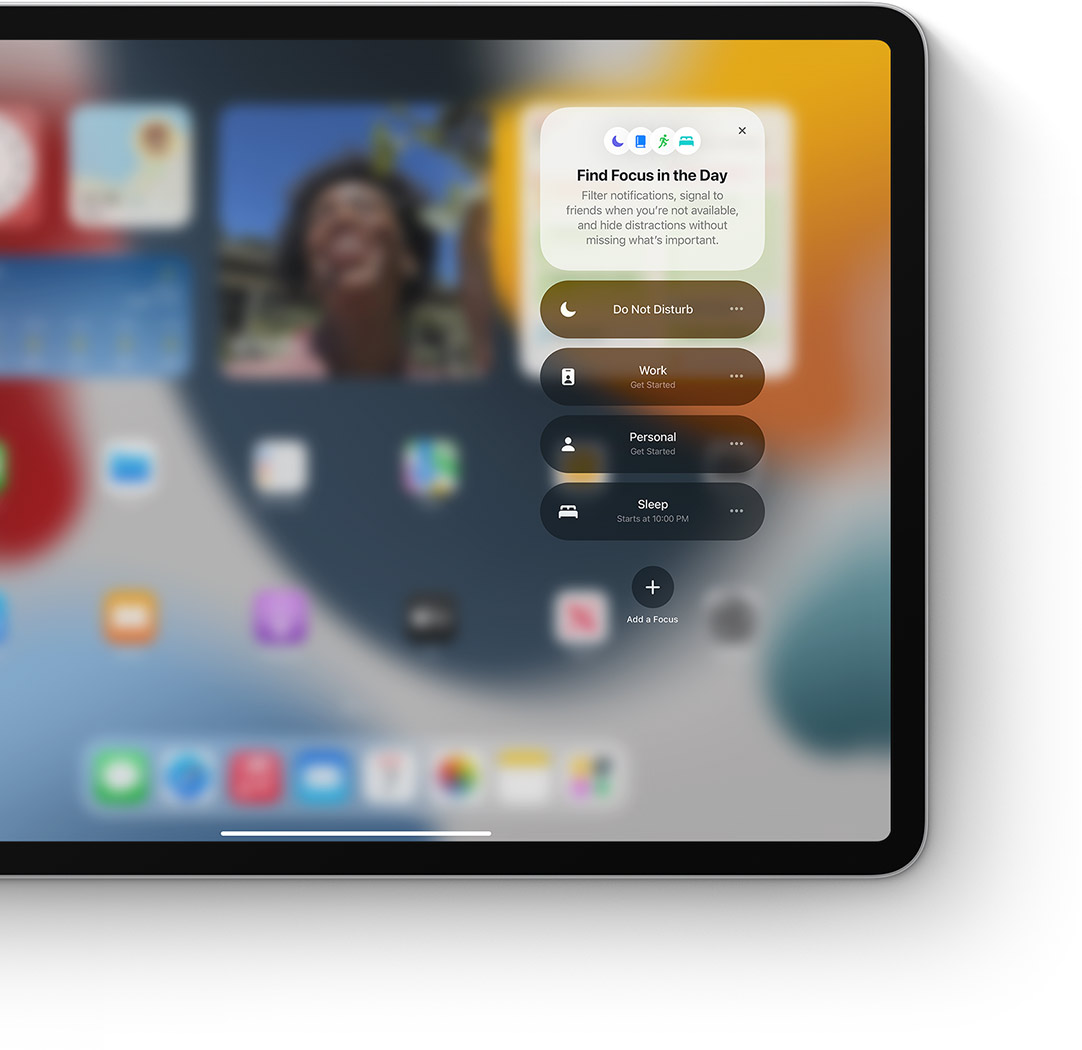 Find Focus in the Day
Filter notifications, signal to
friends when you’re not available,
and hide distractions without
missing what’s important.
Do Not Disturb
Work
Get Started
Personal
Get Started
Sleep
Starts at 10:00 PM
Add a Focus